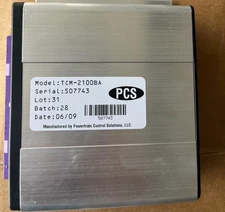 Model:TCM-2100BA
Serial:507743
Lot:31
Batch:28
Date:06/09
PCS
507743
Manufactured by Powertrain Control Solutions, LLC.